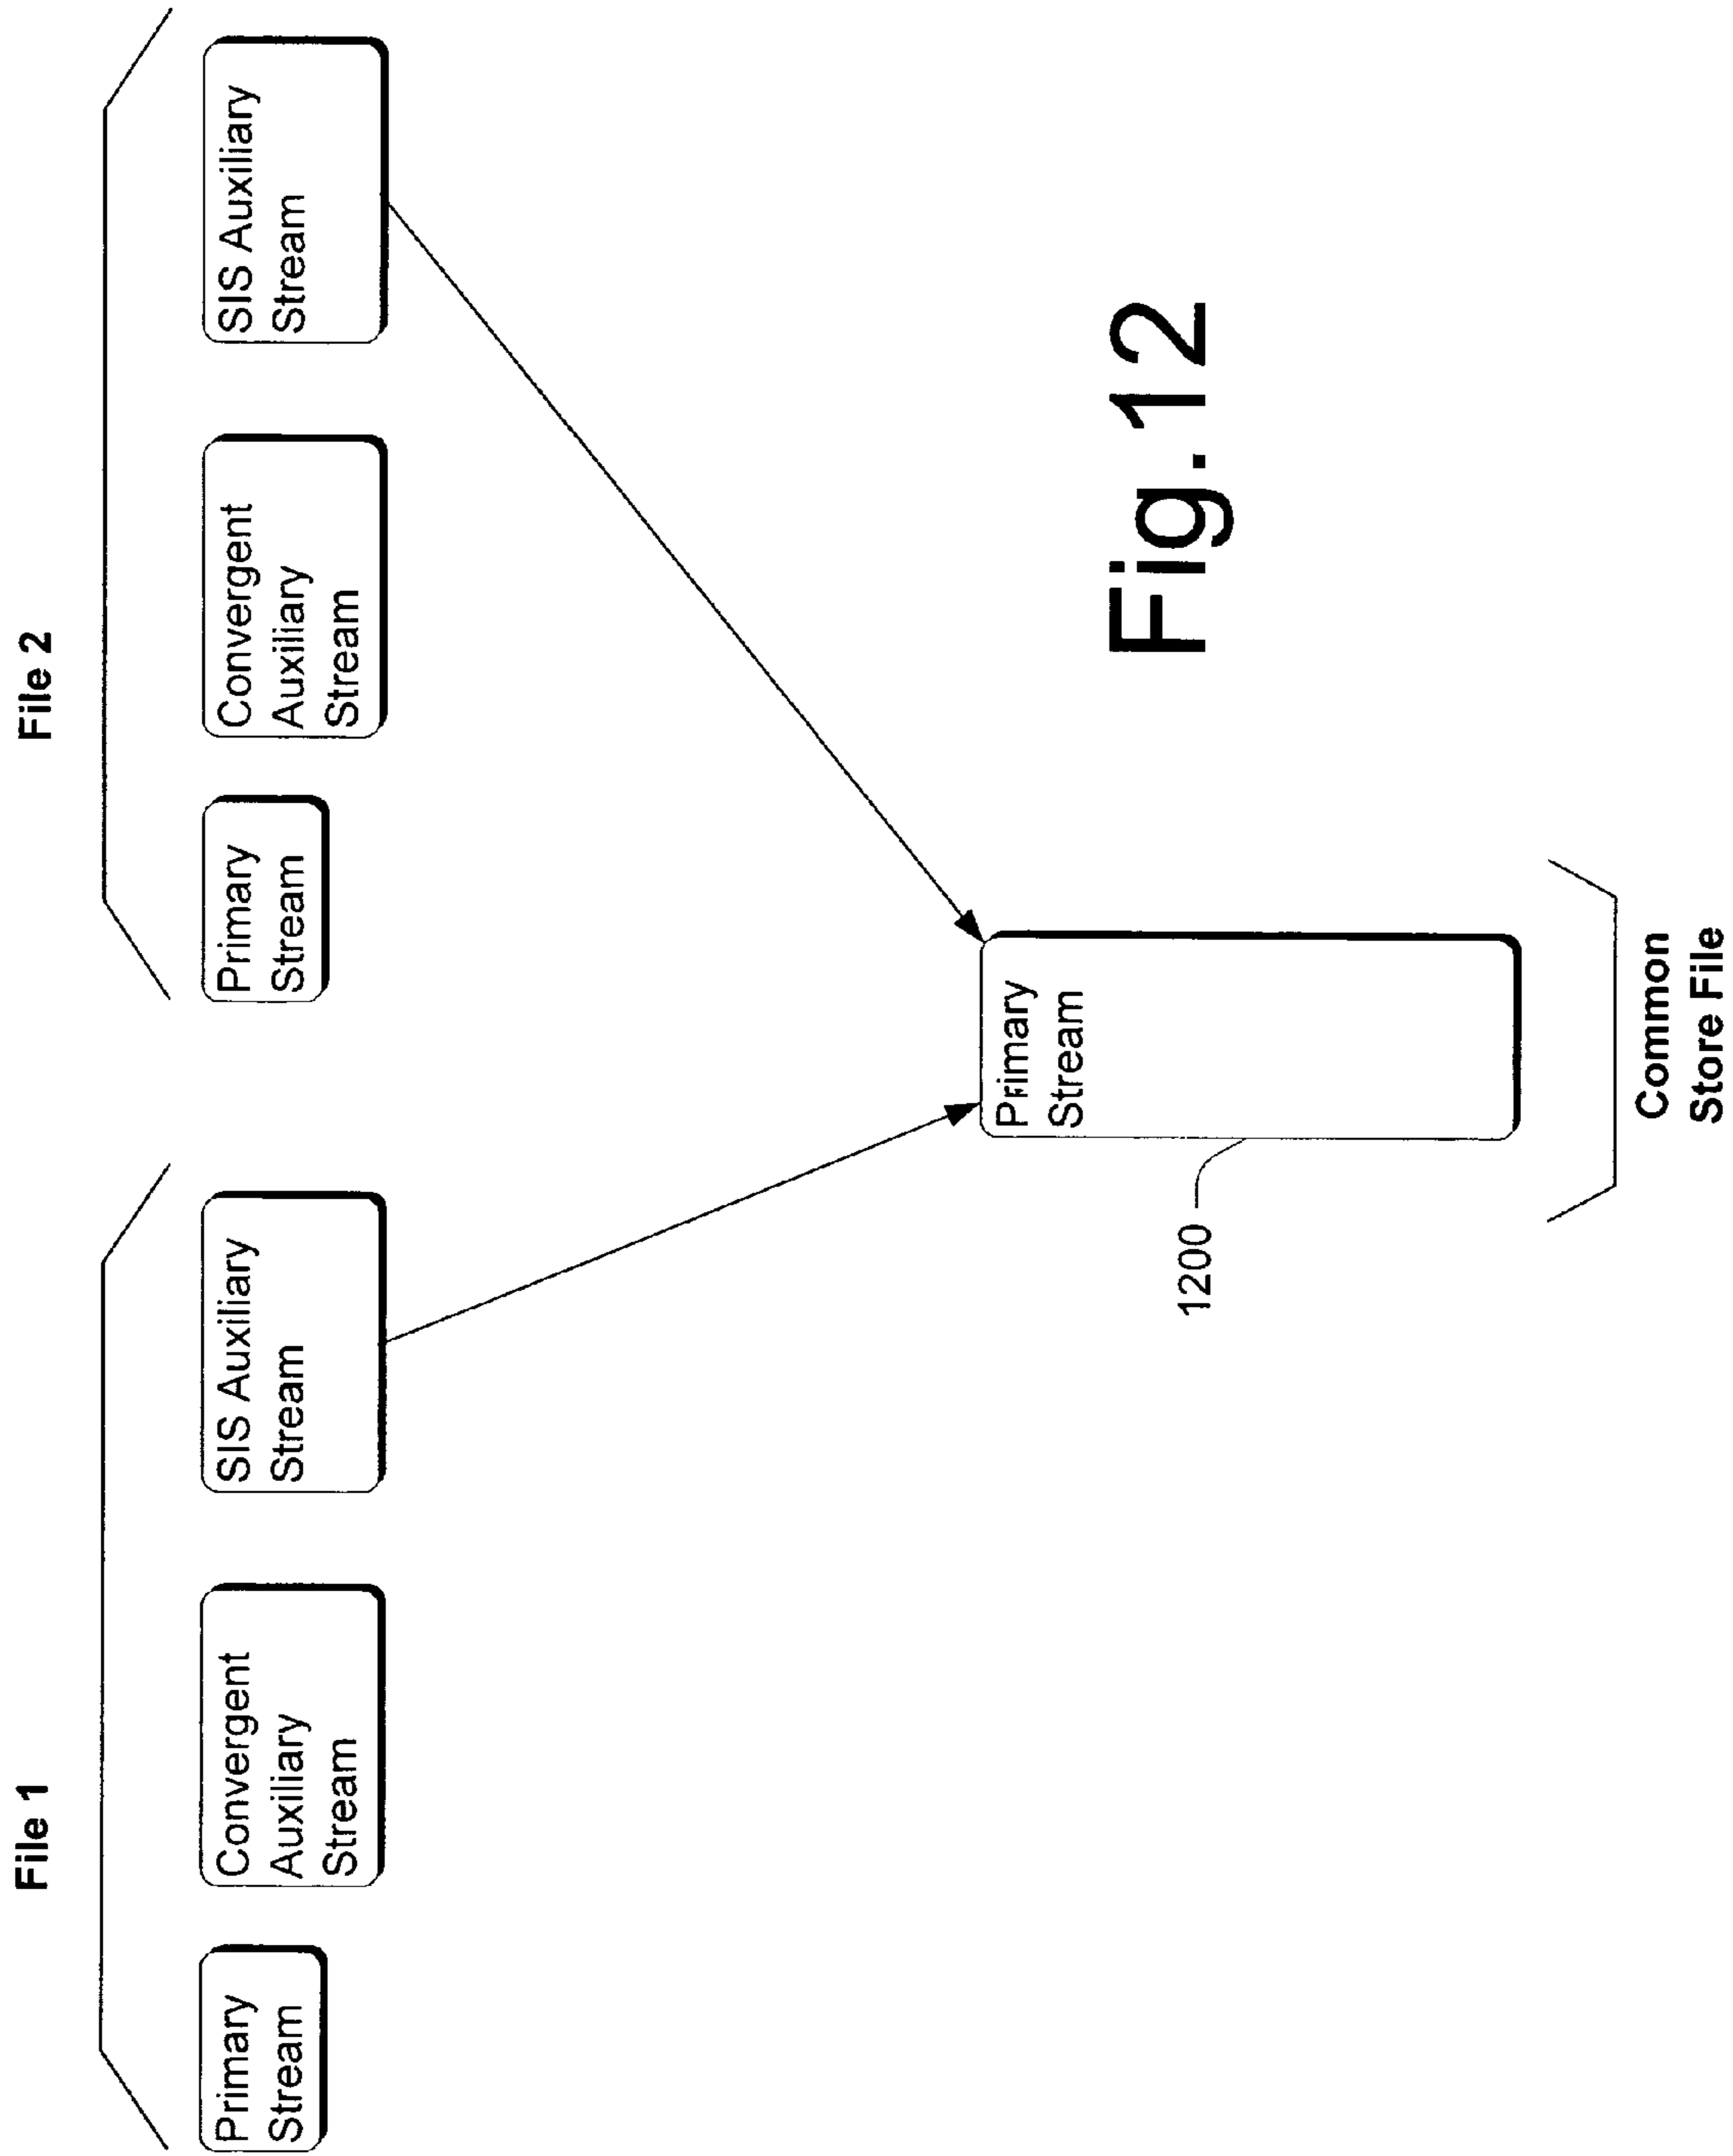 File 1
Primary
Stream
Convergent
Auxiliary
Stream
SIS Auxiliary
Stream
File 2
Primary
Stream
Convergent
Auxiliary
Stream
SIS Auxiliary
Stream
Primary
Stream
1200
Common
Store File
Fig.12